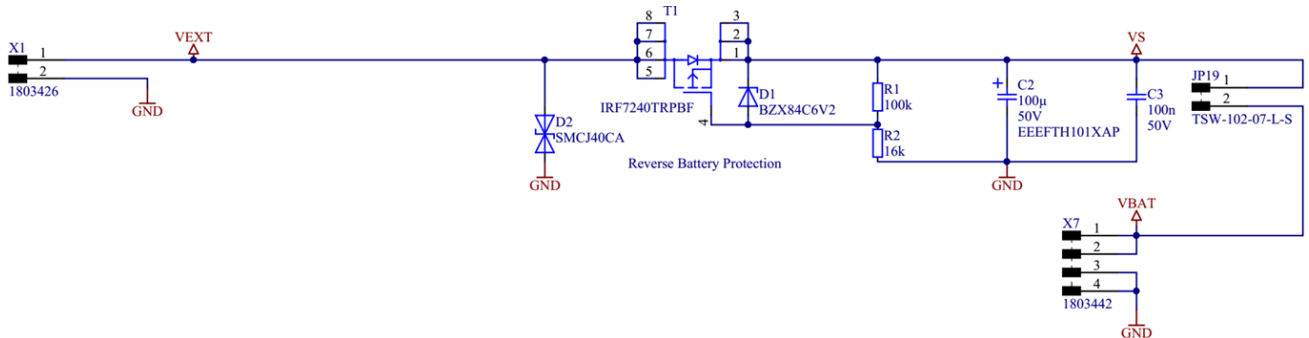 X1
1
2
1803426
VEXT
GND
D2
SMCJ40CA
GND
T1
8
7
6
5
3
2
1
4
IRF7240TRPBF
D1
BZX84C6V2
Reverse Battery Protection
R1
100k
R2
16k
+
C2
100µ
50V
EEEFTH101XAP
GND
VS
C3
100n
50V
JP19
1
2
TSW-102-07-L-S
VBAT
X7
1
2
3
4
1803442
GND